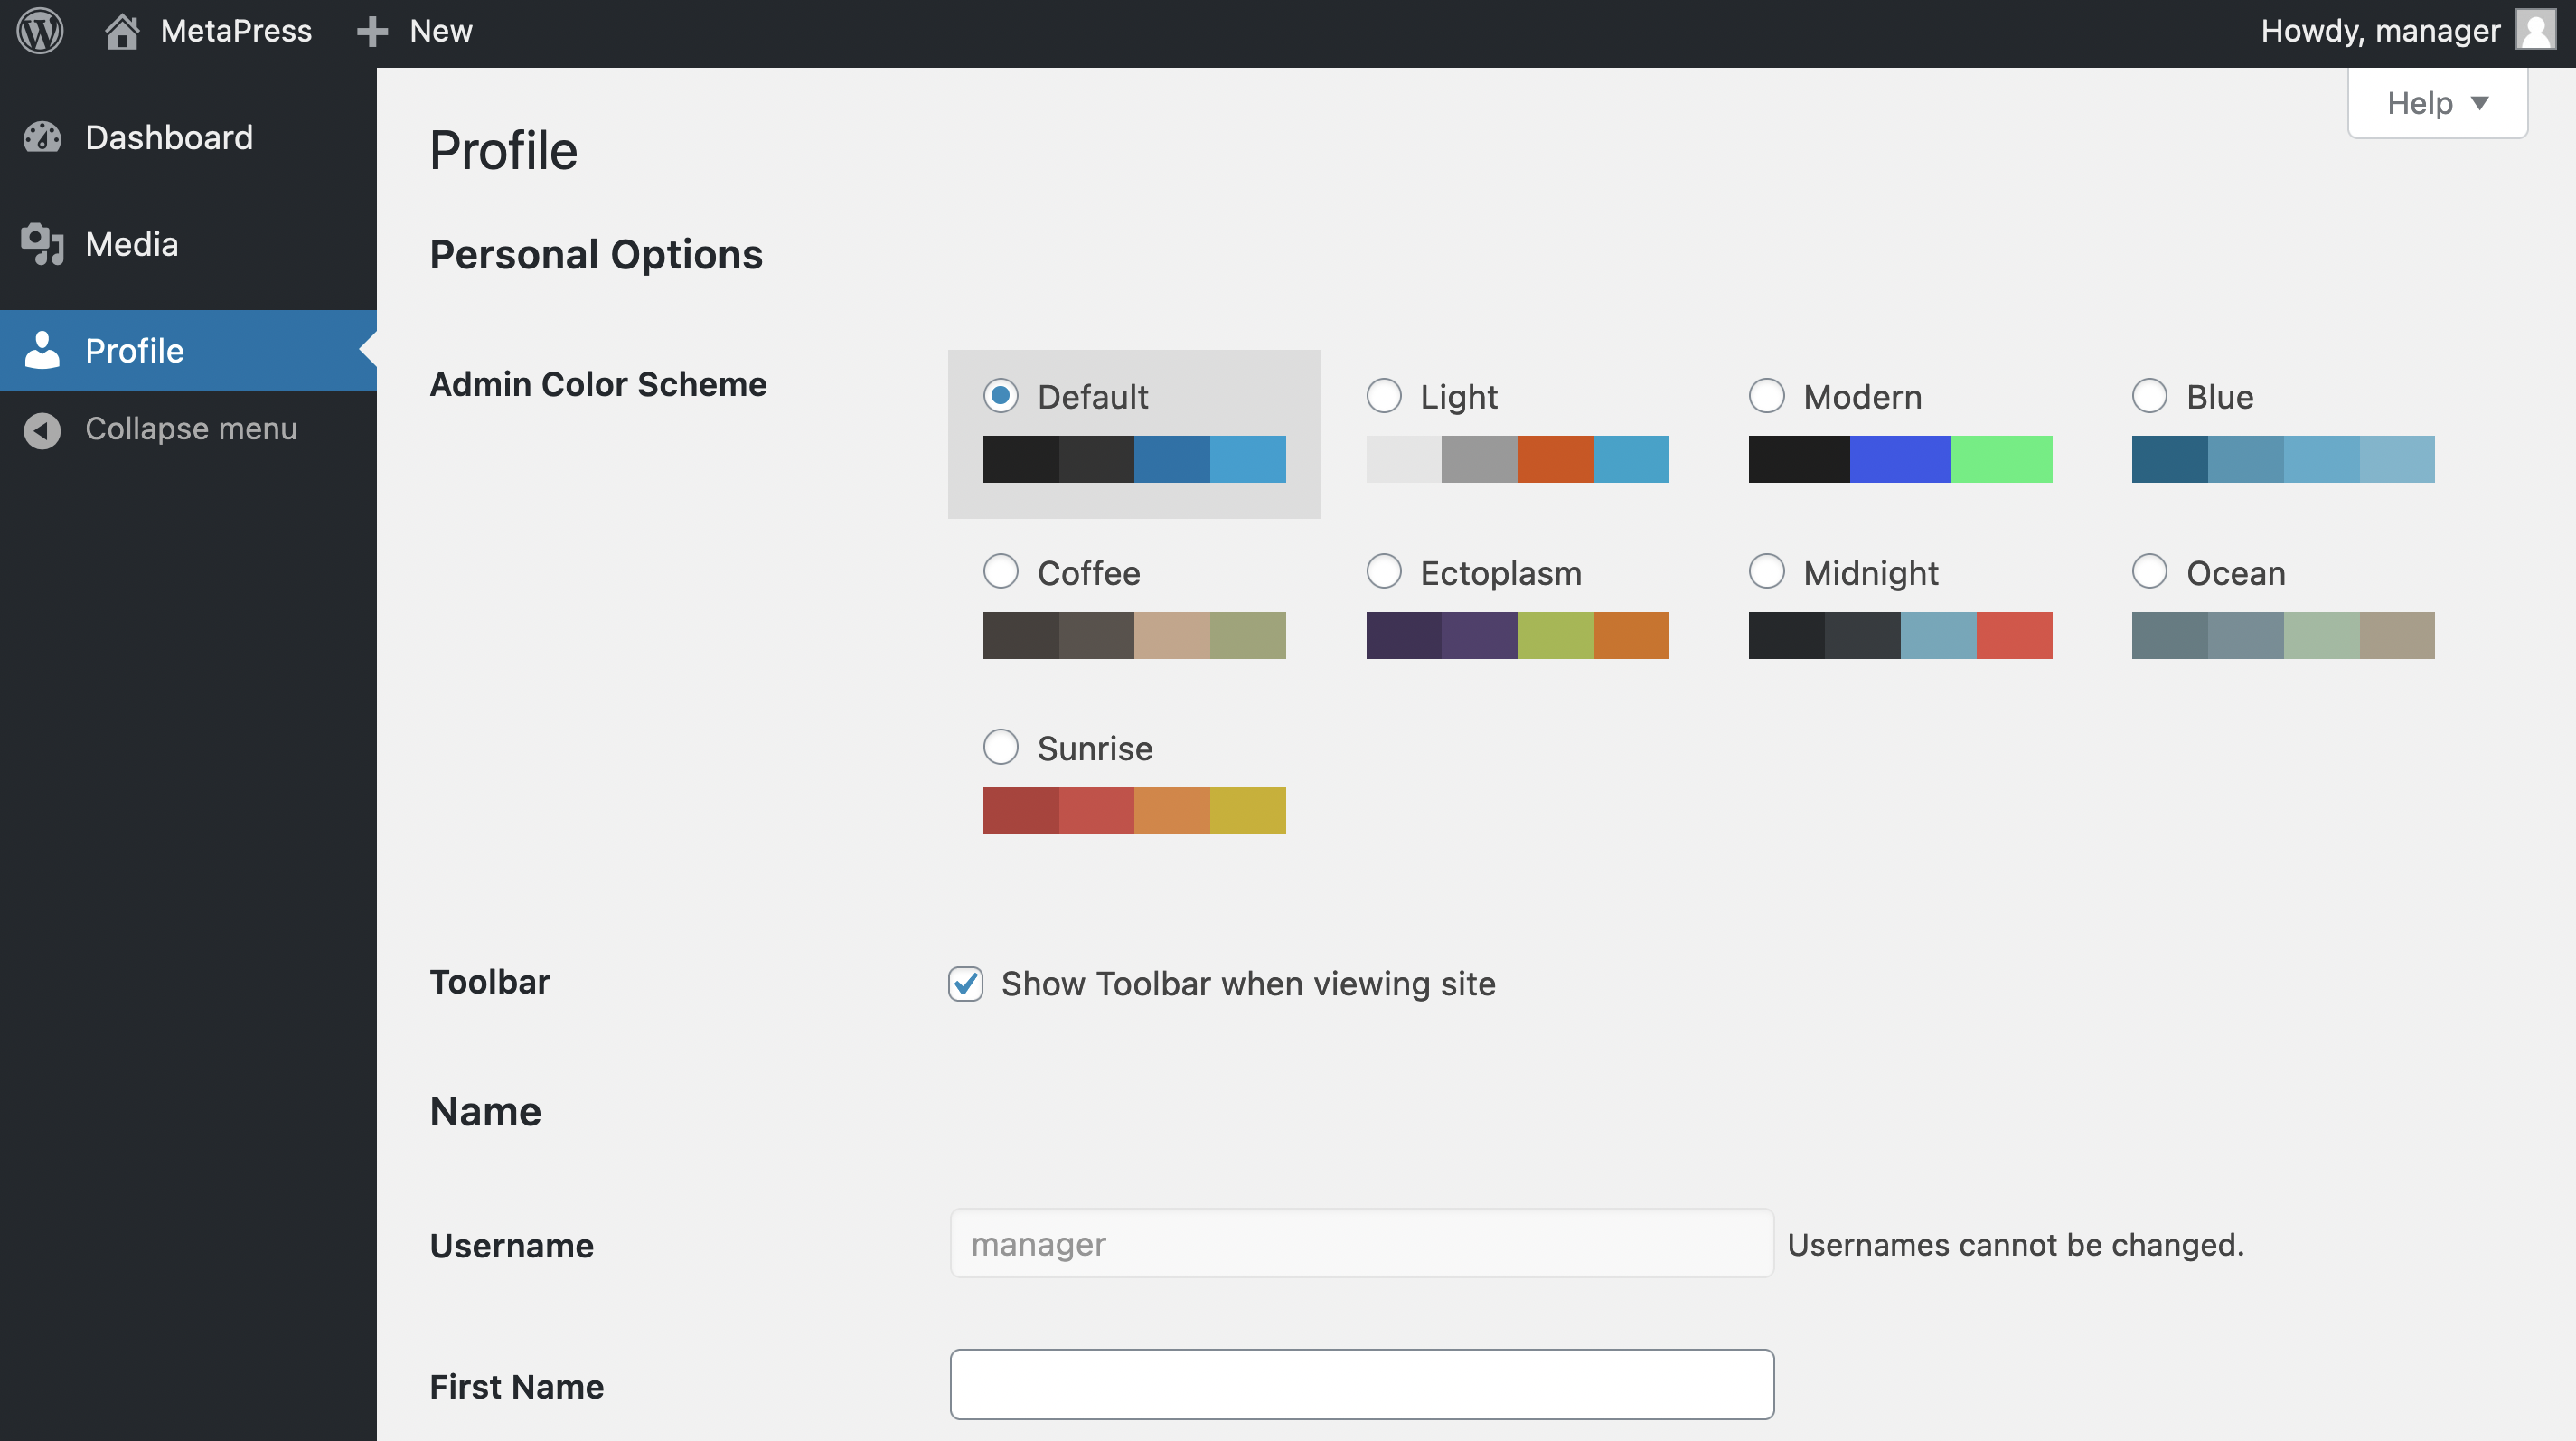 MetaPress
New
Howdy, manager
Dashboard
Media
Profile
Collapse menu
Help
Profile
Personal Options
Admin Color Scheme
Default
Light
Modern
Blue
Coffee
Ectoplasm
Midnight
Ocean
Sunrise
Toolbar
Show Toolbar when viewing site
Name
Username
manager
Usernames cannot be changed.
First Name